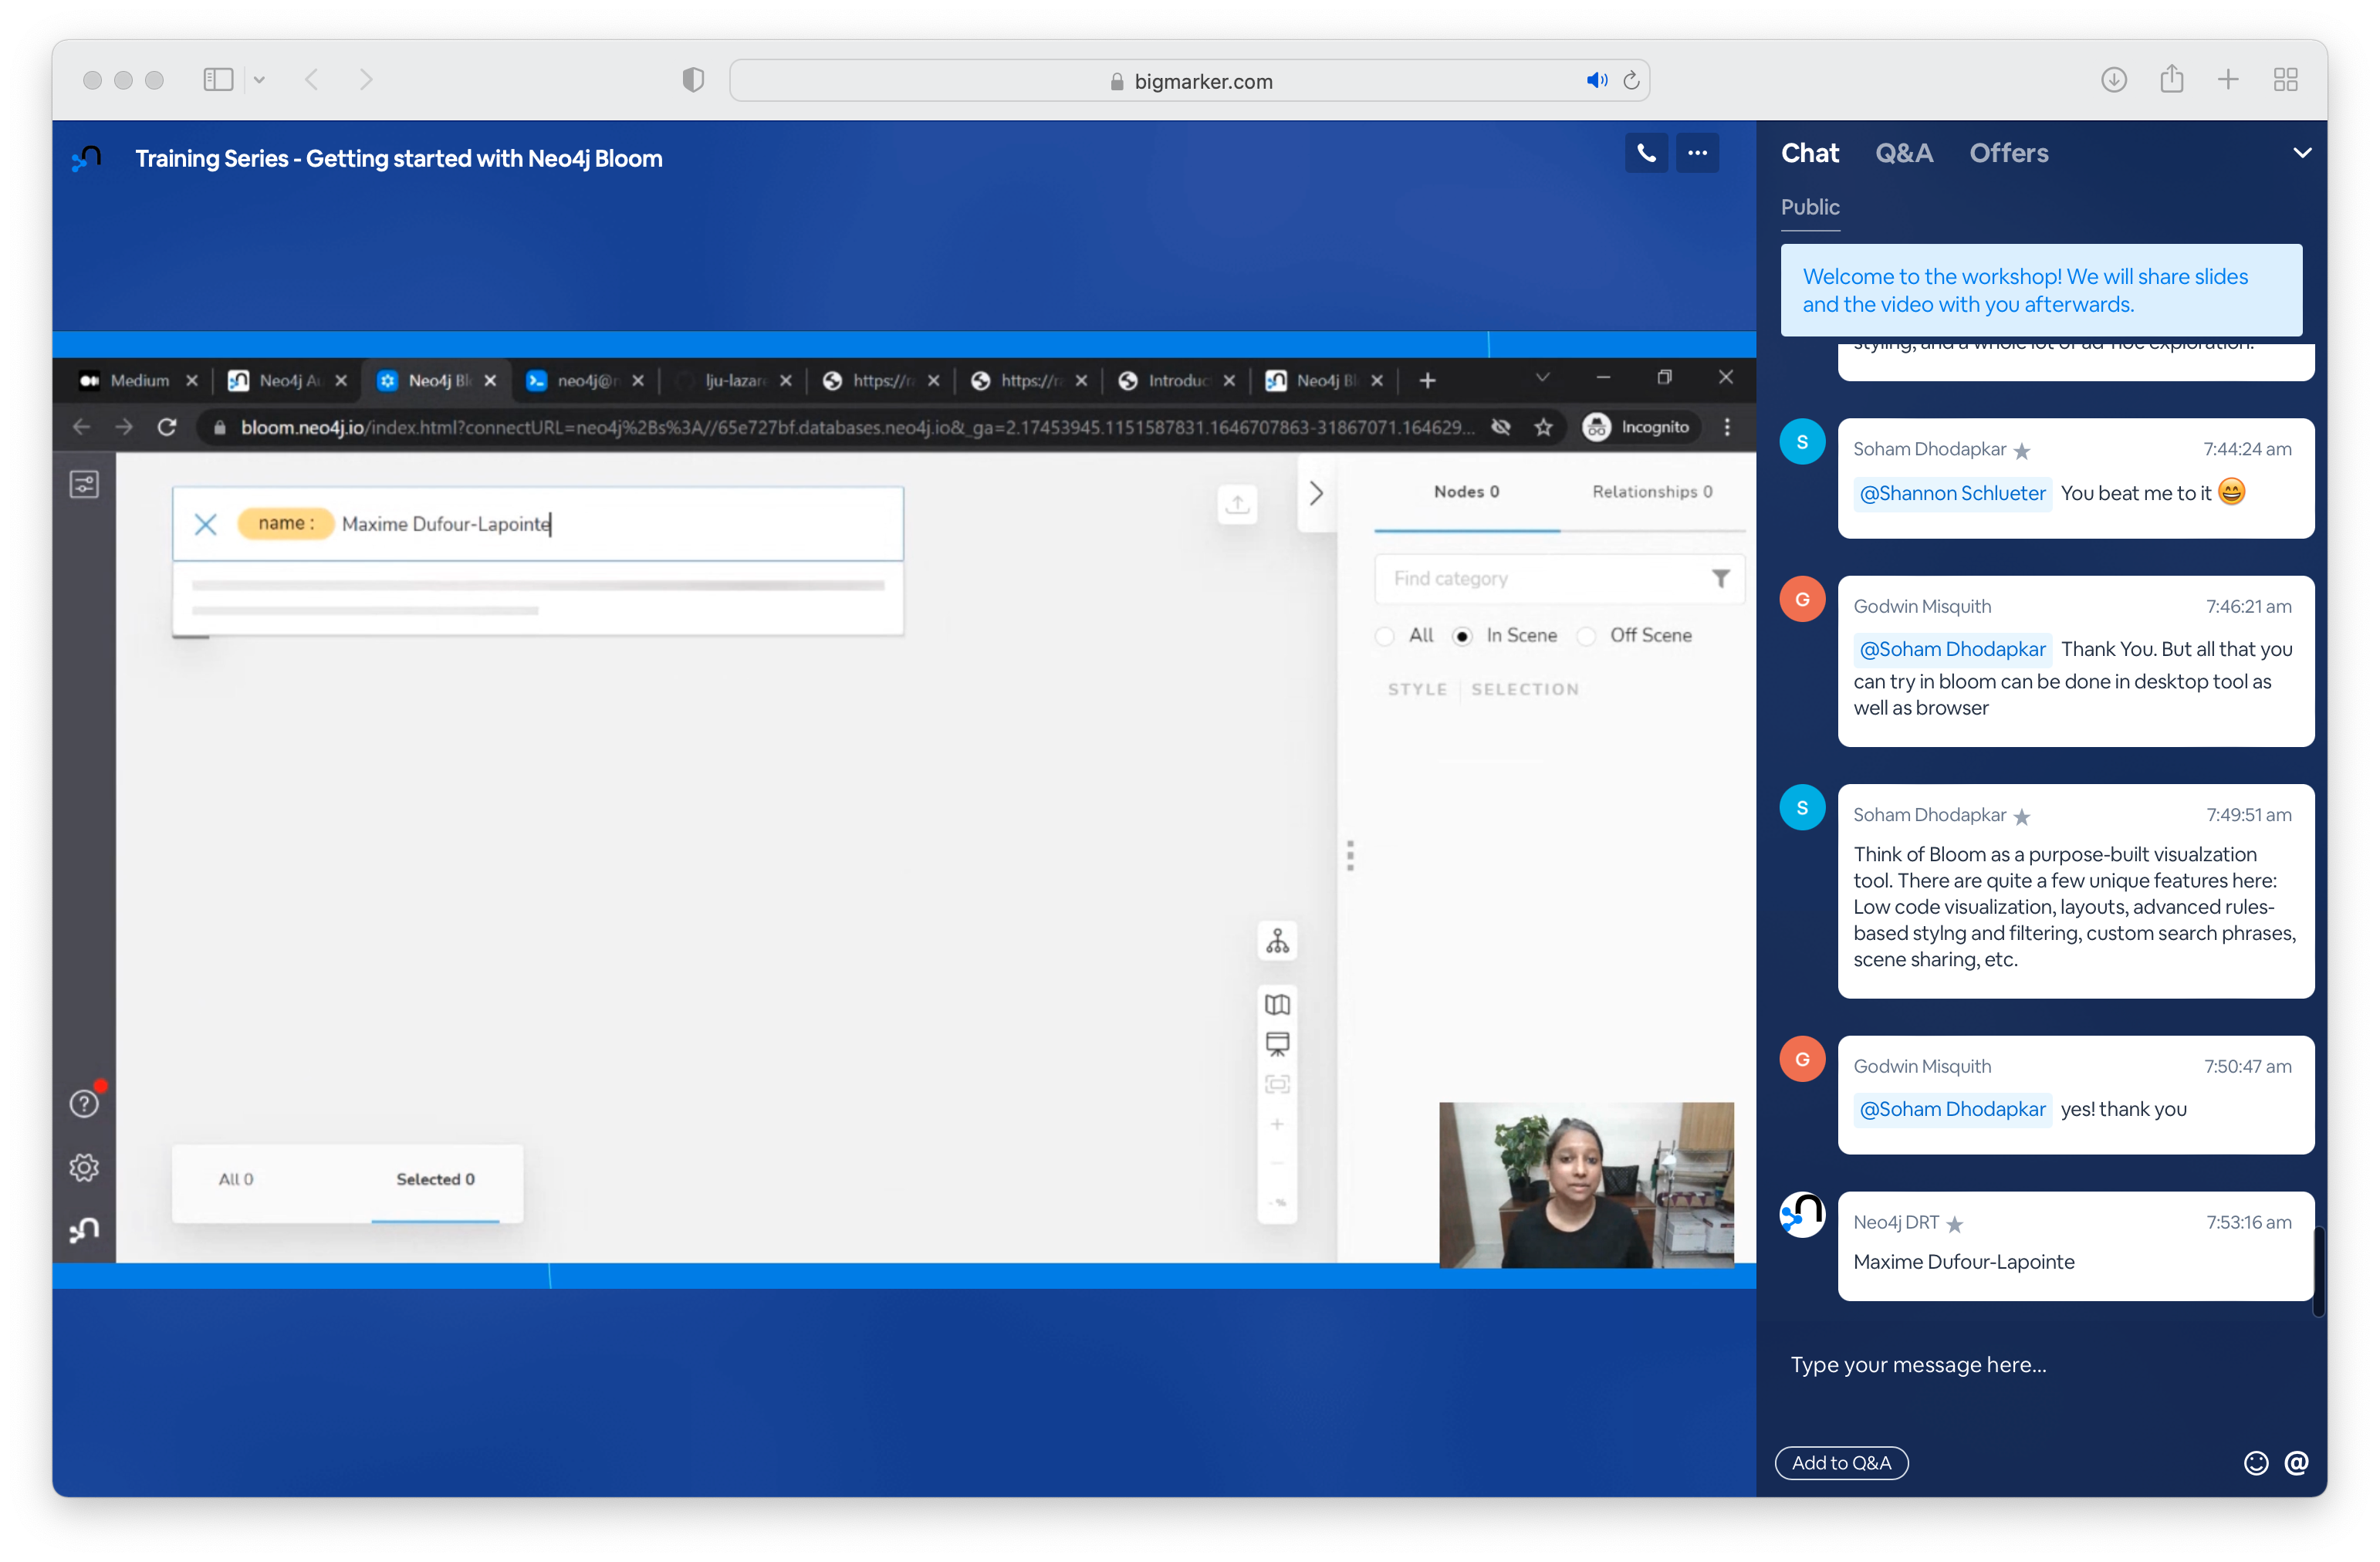 bigmarker.com
Training Series - Getting started with Neo4j Bloom
Medium
Neo4j Au
Neo4j Blo
neo4j@n
lju-lazare
https://ra
https://ra
Introduc
Neo4j Bl
bloom.neo4j.io/index.html?connectURL=neo4j%2Bs%3A//65e727bf.databases.neo4j.io&_ga=2.17453945.1151587831.1646707863-31867071.164629...
Incognito
name :
Maxime Dufour-Lapointe
Nodes 0
Relationships 0
Find category
All
In Scene
Off Scene
STYLE
SELECTION
All 0
Selected 0
Chat
Q&A
Offers
Public
Welcome to the workshop! We will share slides
and the video with you afterwards.
styling, and a whole lot of ad-hoc exploration.
S
Soham Dhodapkar
7:44:24 am
@Shannon Schlueter You beat me to it 😄
G
Godwin Misquith
7:46:21 am
@Soham Dhodapkar Thank You. But all that you
can try in bloom can be done in desktop tool as
well as browser
S
Soham Dhodapkar
7:49:51 am
Think of Bloom as a purpose-built visualzation
tool. There are quite a few unique features here:
Low code visualization, layouts, advanced rules-
based stylng and filtering, custom search phrases,
scene sharing, etc.
G
Godwin Misquith
7:50:47 am
@Soham Dhodapkar yes! thank you
Neo4j DRT
7:53:16 am
Maxime Dufour-Lapointe
Type your message here...
Add to Q&A
@